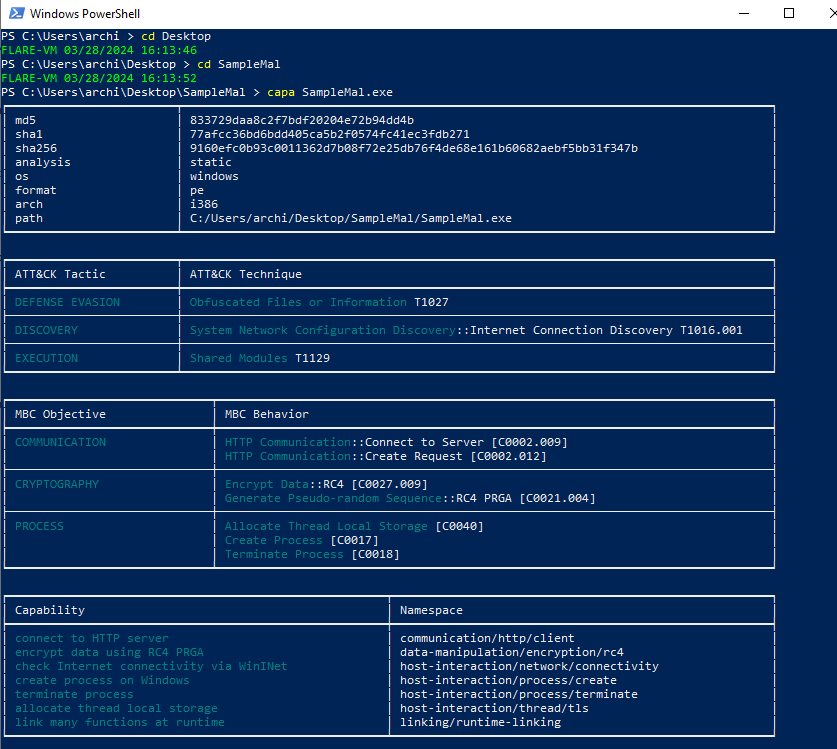 Windows PowerShell
PS C:\Users\archi > cd Desktop
FLARE-VM 03/28/2024 16:13:46
PS C:\Users\archi\Desktop > cd SampleMal
FLARE-VM 03/28/2024 16:13:52
PS C:\Users\archi\Desktop\SampleMal > capa SampleMal.exe
md5 833729daa8c2f7bdf20204e72b94dd4b
sha1 77afcc36bd6bdd405ca5b2f0574fc41ec3fdb271
sha256 9160efc0b93c0011362d7b08f72e25db76f4de68e161b60682aebf5bb31f347b
analysis static
os windows
format pe
arch i386
path C:/Users/archi/Desktop/SampleMal/SampleMal.exe
ATT&CK Tactic ATT&CK Technique
DEFENSE EVASION Obfuscated Files or Information T1027
DISCOVERY System Network Configuration Discovery::Internet Connection Discovery T1016.001
EXECUTION Shared Modules T1129
MBC Objective MBC Behavior
COMMUNICATION HTTP Communication::Connect to Server [C0002.009]
HTTP Communication::Create Request [C0002.012]
CRYPTOGRAPHY Encrypt Data::RC4 [C0027.009]
Generate Pseudo-random Sequence::RC4 PRGA [C0021.004]
PROCESS Allocate Thread Local Storage [C0040]
Create Process [C0017]
Terminate Process [C0018]
Capability Namespace
connect to HTTP server communication/http/client
encrypt data using RC4 PRGA data-manipulation/encryption/rc4
check Internet connectivity via WinINet host-interaction/network/connectivity
create process on Windows host-interaction/process/create
terminate process host-interaction/process/terminate
allocate thread local storage host-interaction/thread/tls
link many functions at runtime linking/runtime-linking